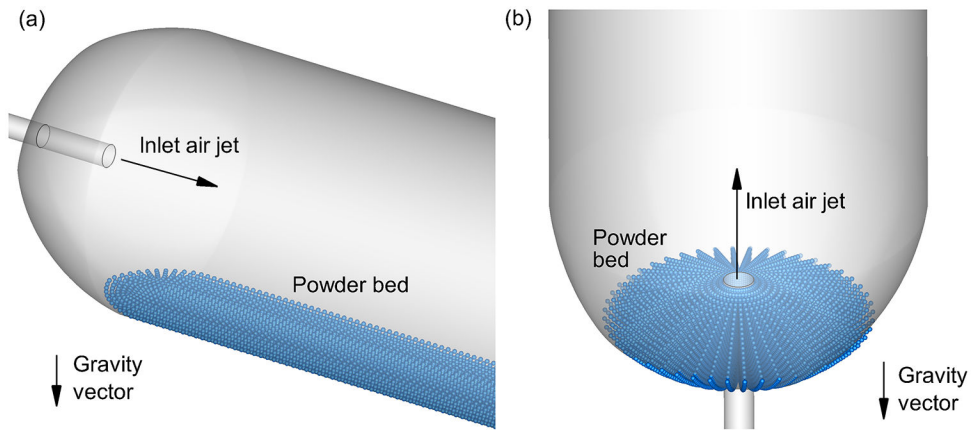 (a)
Inlet air jet
Powder bed
Gravity
vector
(b)
Inlet air jet
Powder
bed
Gravity
vector